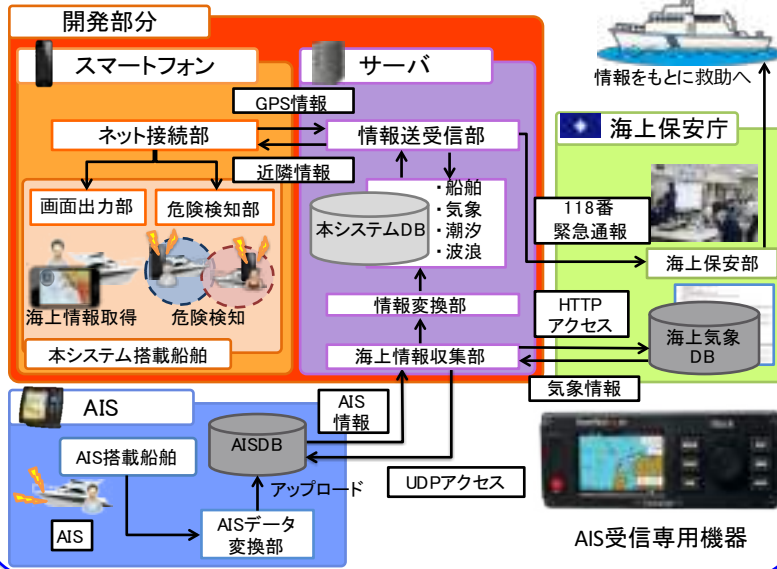 開発部分
スマートフォン
サーバ
GPS情報
ネット接続部
情報送受信部
近隣情報
画面出力部
危険検知部
本システムDB
・船舶
・気象
・潮汐
・波浪
海上情報取得
危険検知
情報変換部
本システム搭載船舶
海上情報収集部
情報をもとに救助へ
海上保安庁
118番
緊急通報
海上保安部
HTTP
アクセス
海上気象
DB
気象情報
AIS
AIS
情報
AISDB
AIS搭載船舶
アップロード
UDPアクセス
AIS
AISデータ
変換部
AIS受信専用機器